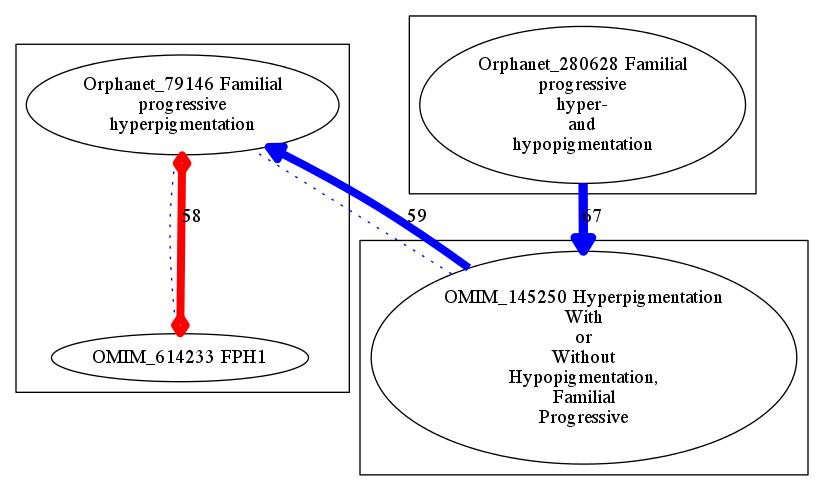 Orphanet_79146 Familial
progressive
hyperpigmentation
Orphanet_280628 Familial
progressive
hyper-
and
hypopigmentation
58
59
67
OMIM_145250 Hyperpigmentation
With
or
Without
Hypopigmentation,
Familial
Progressive
OMIM_614233 FPH1